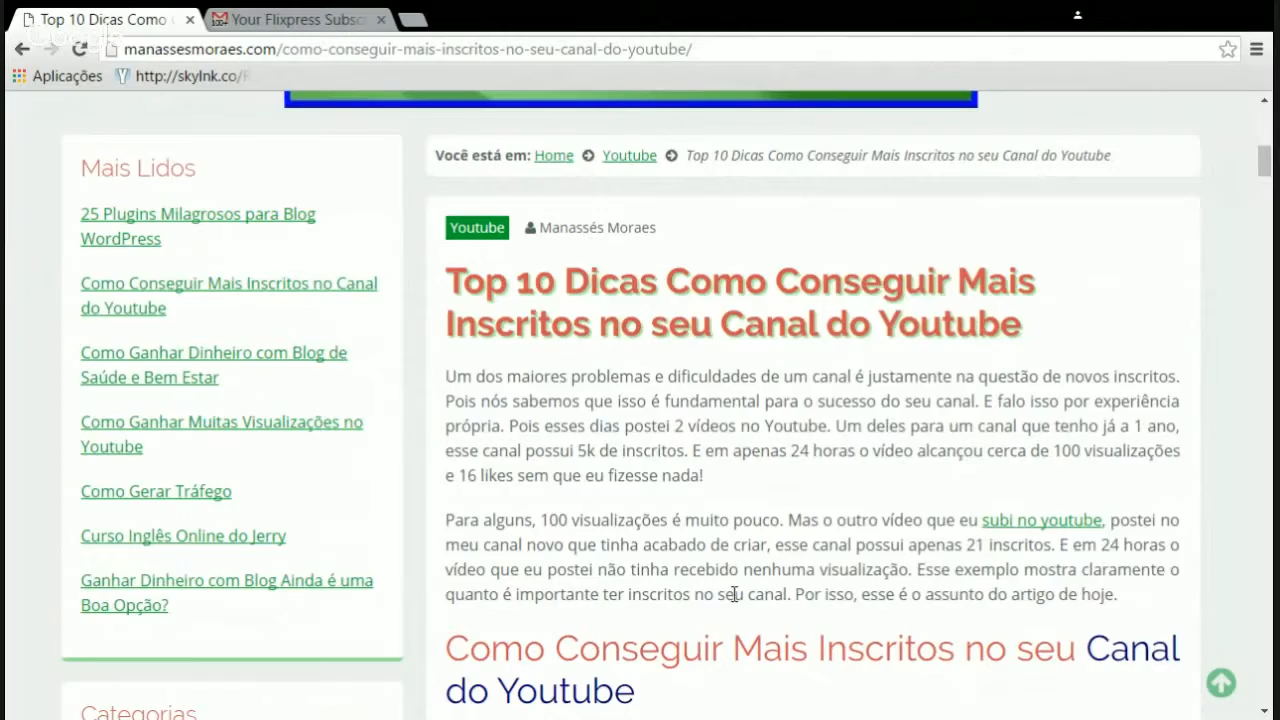 Top 10 Dicas Como
Your Flixpress Subsc
Google
manassesmoraes.com/como-conseguir-mais-inscritos-no-seu-canal-do-youtube/
Aplicações
http://skylnk.co/
Mais Lidos
25 Plugins Milagrosos para Blog
WordPress
Como Conseguir Mais Inscritos no Canal
do Youtube
Como Ganhar Dinheiro com Blog de
Saúde e Bem Estar
Como Ganhar Muitas Visualizações no
Youtube
Como Gerar Tráfego
Curso Inglês Online do Jerry
Ganhar Dinheiro com Blog Ainda é uma
Boa Opção?
Categorias
Você está em: Home Youtube Top 10 Dicas Como Conseguir Mais Inscritos no seu Canal do Youtube
Youtube Manassés Moraes
Top 10 Dicas Como Conseguir Mais
Inscritos no seu Canal do Youtube
Um dos maiores problemas e dificuldades de um canal é justamente na questão de novos inscritos.
Pois nós sabemos que isso é fundamental para o sucesso do seu canal. E falo isso por experiência
própria. Pois esses dias postei 2 vídeos no Youtube. Um deles para um canal que tenho já a 1 ano,
esse canal possui 5k de inscritos. E em apenas 24 horas o vídeo alcançou cerca de 100 visualizações
e 16 likes sem que eu fizesse nada!
Para alguns, 100 visualizações é muito pouco. Mas o outro vídeo que eu subi no youtube, postei no
meu canal novo que tinha acabado de criar, esse canal possui apenas 21 inscritos. E em 24 horas o
vídeo que eu postei não tinha recebido nenhuma visualização. Esse exemplo mostra claramente o
quanto é importante ter inscritos no seu canal. Por isso, esse é o assunto do artigo de hoje.
Como Conseguir Mais Inscritos no seu Canal
do Youtube